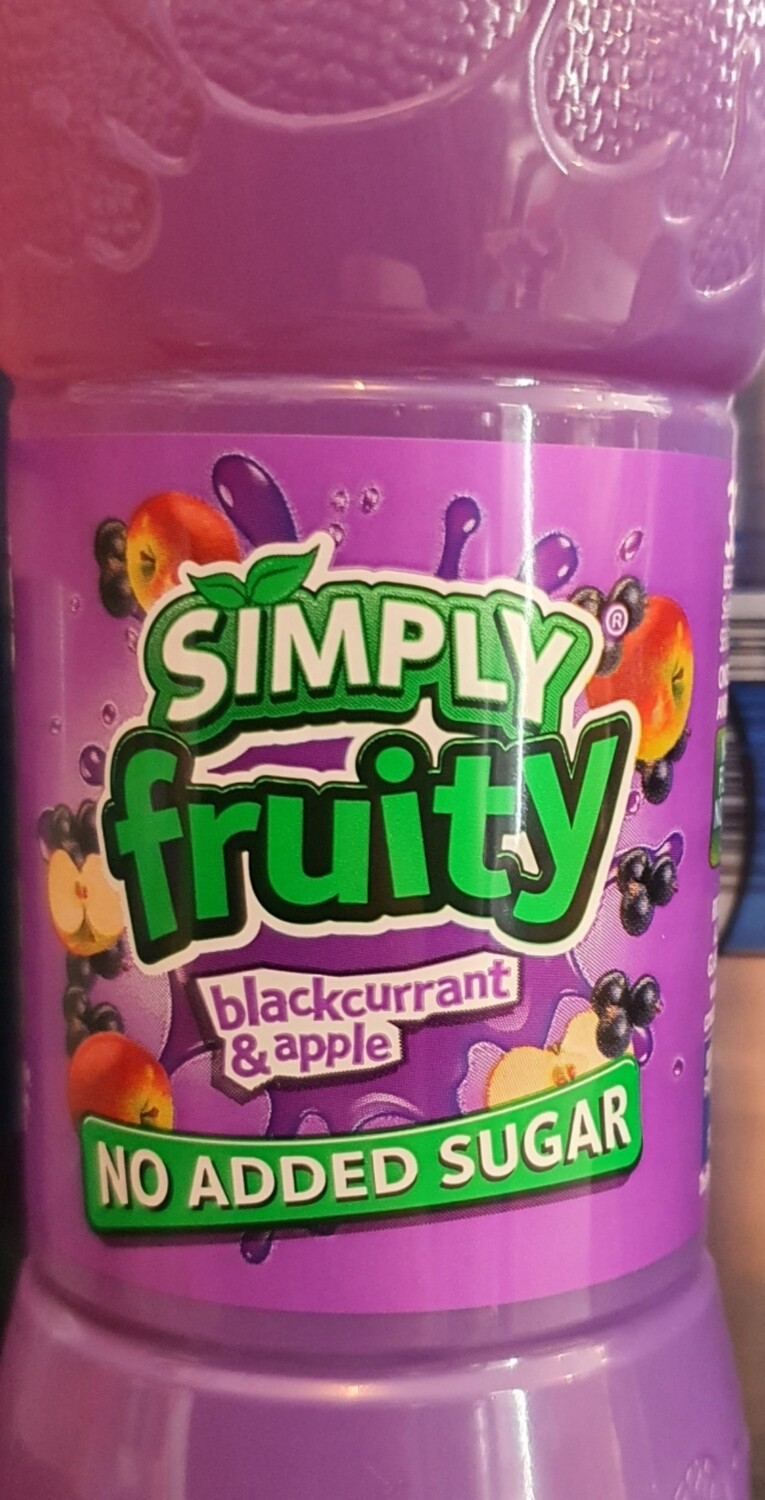 SIMPLY
®
fruity
blackcurrant
& apple
NO ADDED SUGAR